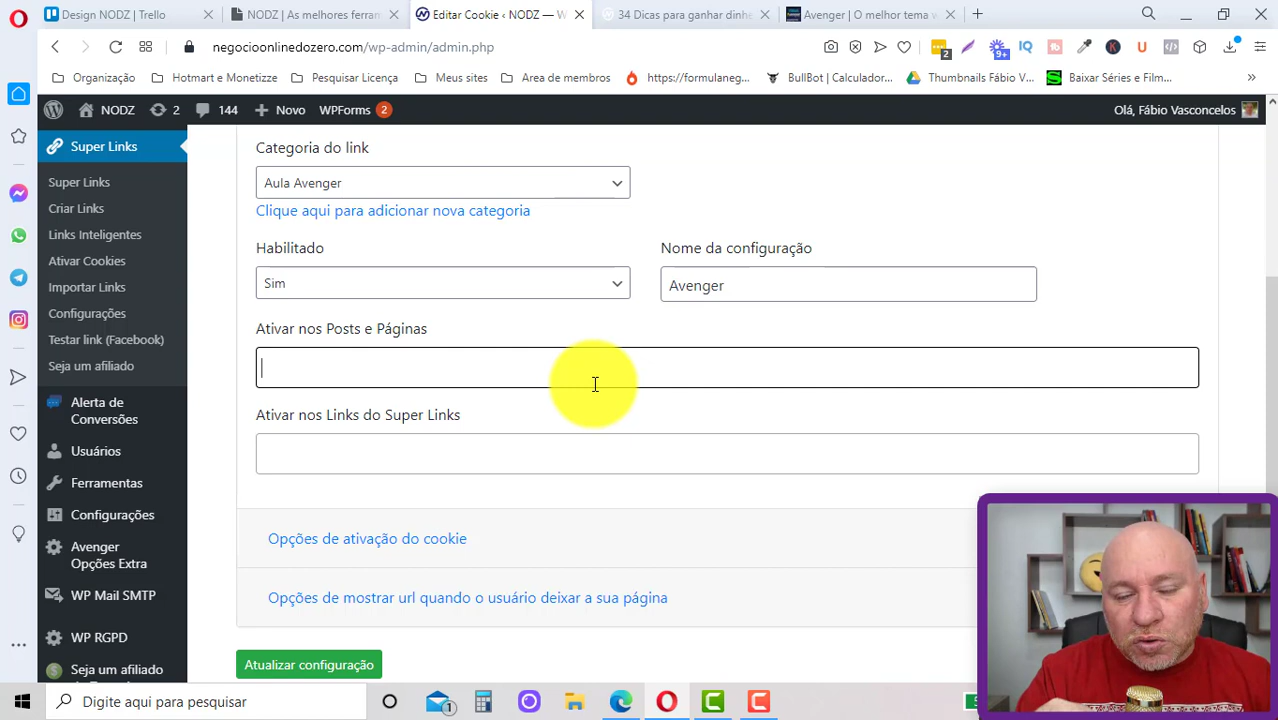 Design NODZ | Trello
NODZ | As melhores ferran
Editar Cookie ‹ NODZ — W
34 Dicas para ganhar dinhe
Avenger | O melhor tema w
negocioonlinedozero.com/wp-admin/admin.php
2
9+
IQ
K
U
Organização
Hotmart e Monetizze
Pesquisar Licença
Meus sites
Area de membros
https://formulaneg...
BullBot | Calculador...
Thumbnails Fábio V...
S
Baixar Séries e Film...
NODZ
2
144
Novo
WPForms 2
Olá, Fábio Vasconcelos
Super Links
Super Links
Criar Links
Links Inteligentes
Ativar Cookies
Importar Links
Configurações
Testar link (Facebook)
Seja um afiliado
Alerta de
Conversões
Usuários
Ferramentas
Configurações
Avenger
Opções Extra
WP Mail SMTP
WP RGPD
Seja um afiliado
Categoria do link
Aula Avenger
Clique aqui para adicionar nova categoria
Habilitado
Nome da configuração
Sim
Avenger
Ativar nos Posts e Páginas
Ativar nos Links do Super Links
Opções de ativação do cookie
Opções de mostrar url quando o usuário deixar a sua página
Atualizar configuração
Digite aqui para pesquisar
1
C
C